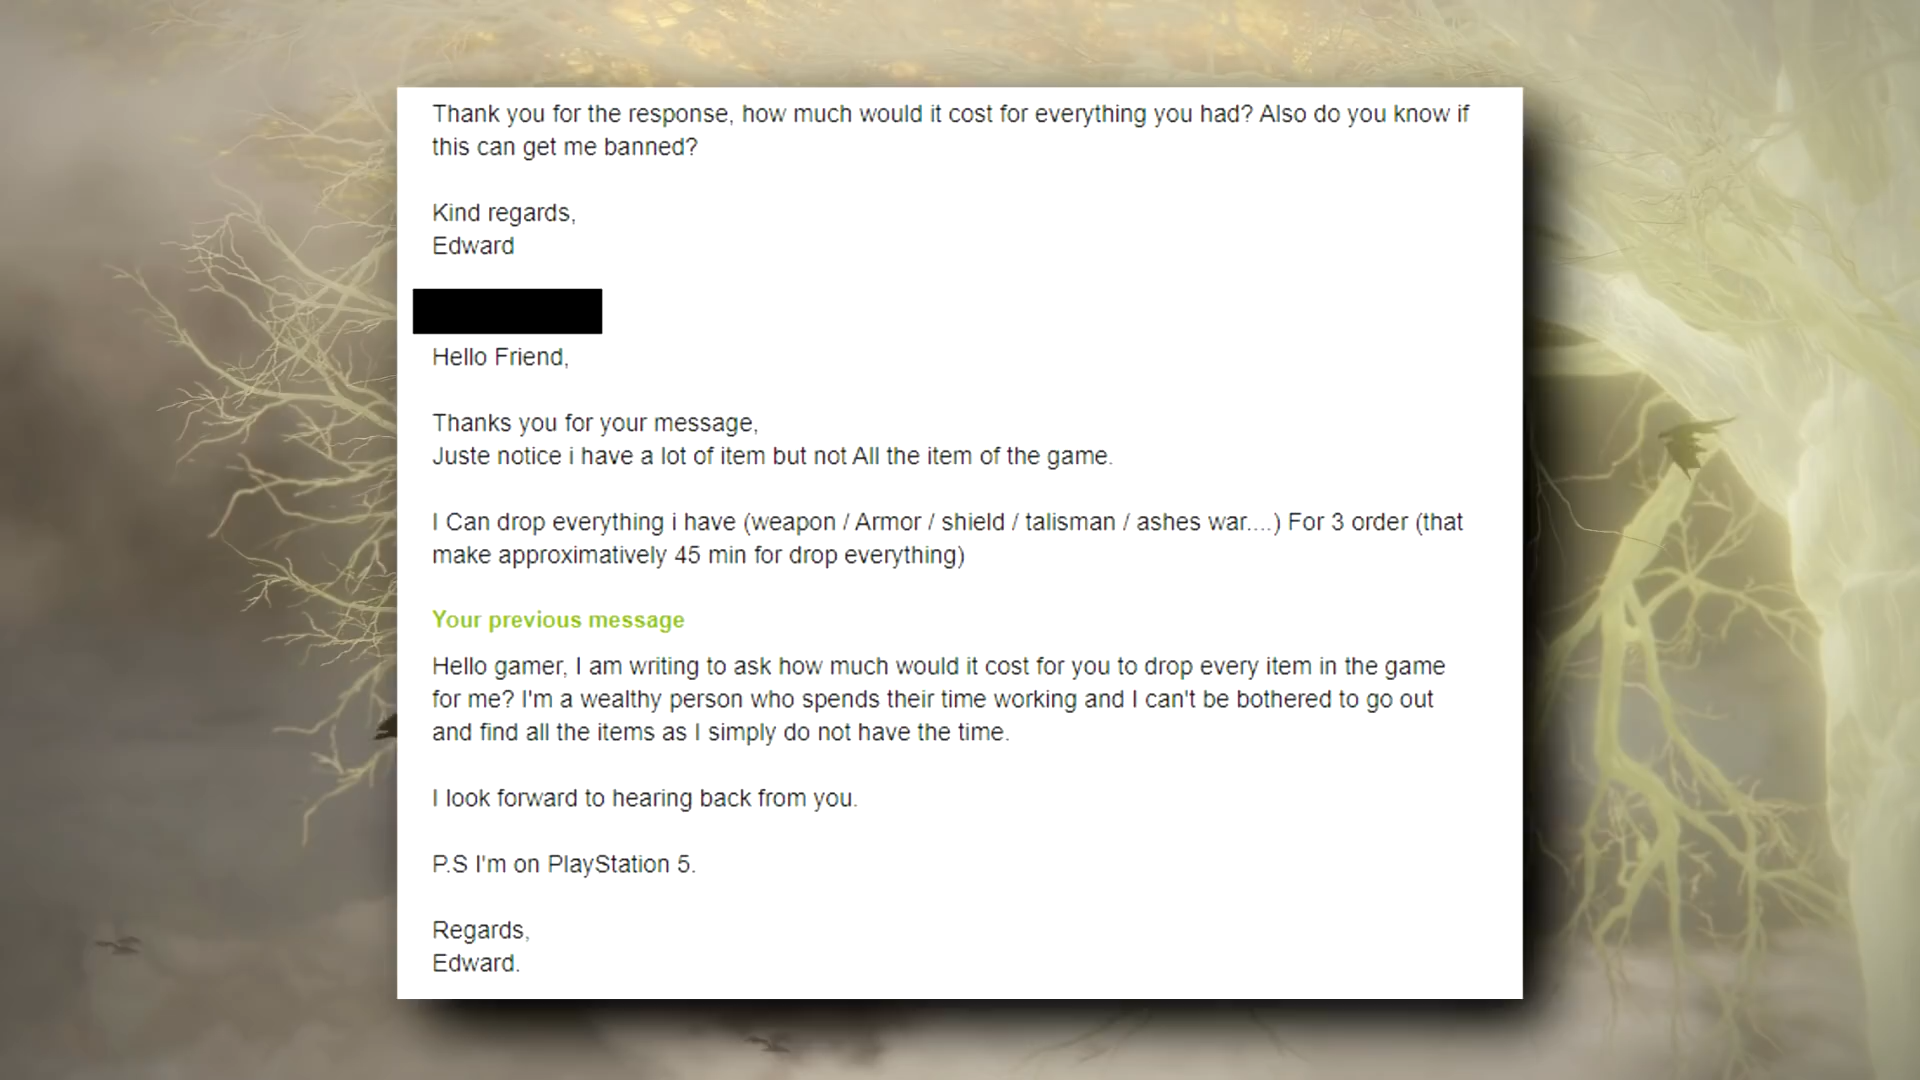 Thank you for the response, how much would it cost for everything you had? Also do you know if
this can get me banned?
Kind regards,
Edward
Hello Friend,
Thanks you for your message,
Juste notice i have a lot of item but not All the item of the game.
I Can drop everything i have (weapon / Armor / shield / talisman / ashes war....) For 3 order (that
make approximatively 45 min for drop everything)
Your previous message
Hello gamer, I am writing to ask how much would it cost for you to drop every item in the game
for me? I'm a wealthy person who spends their time working and I can't be bothered to go out
and find all the items as I simply do not have the time.
I look forward to hearing back from you.
P.S I'm on PlayStation 5.
Regards,
Edward.